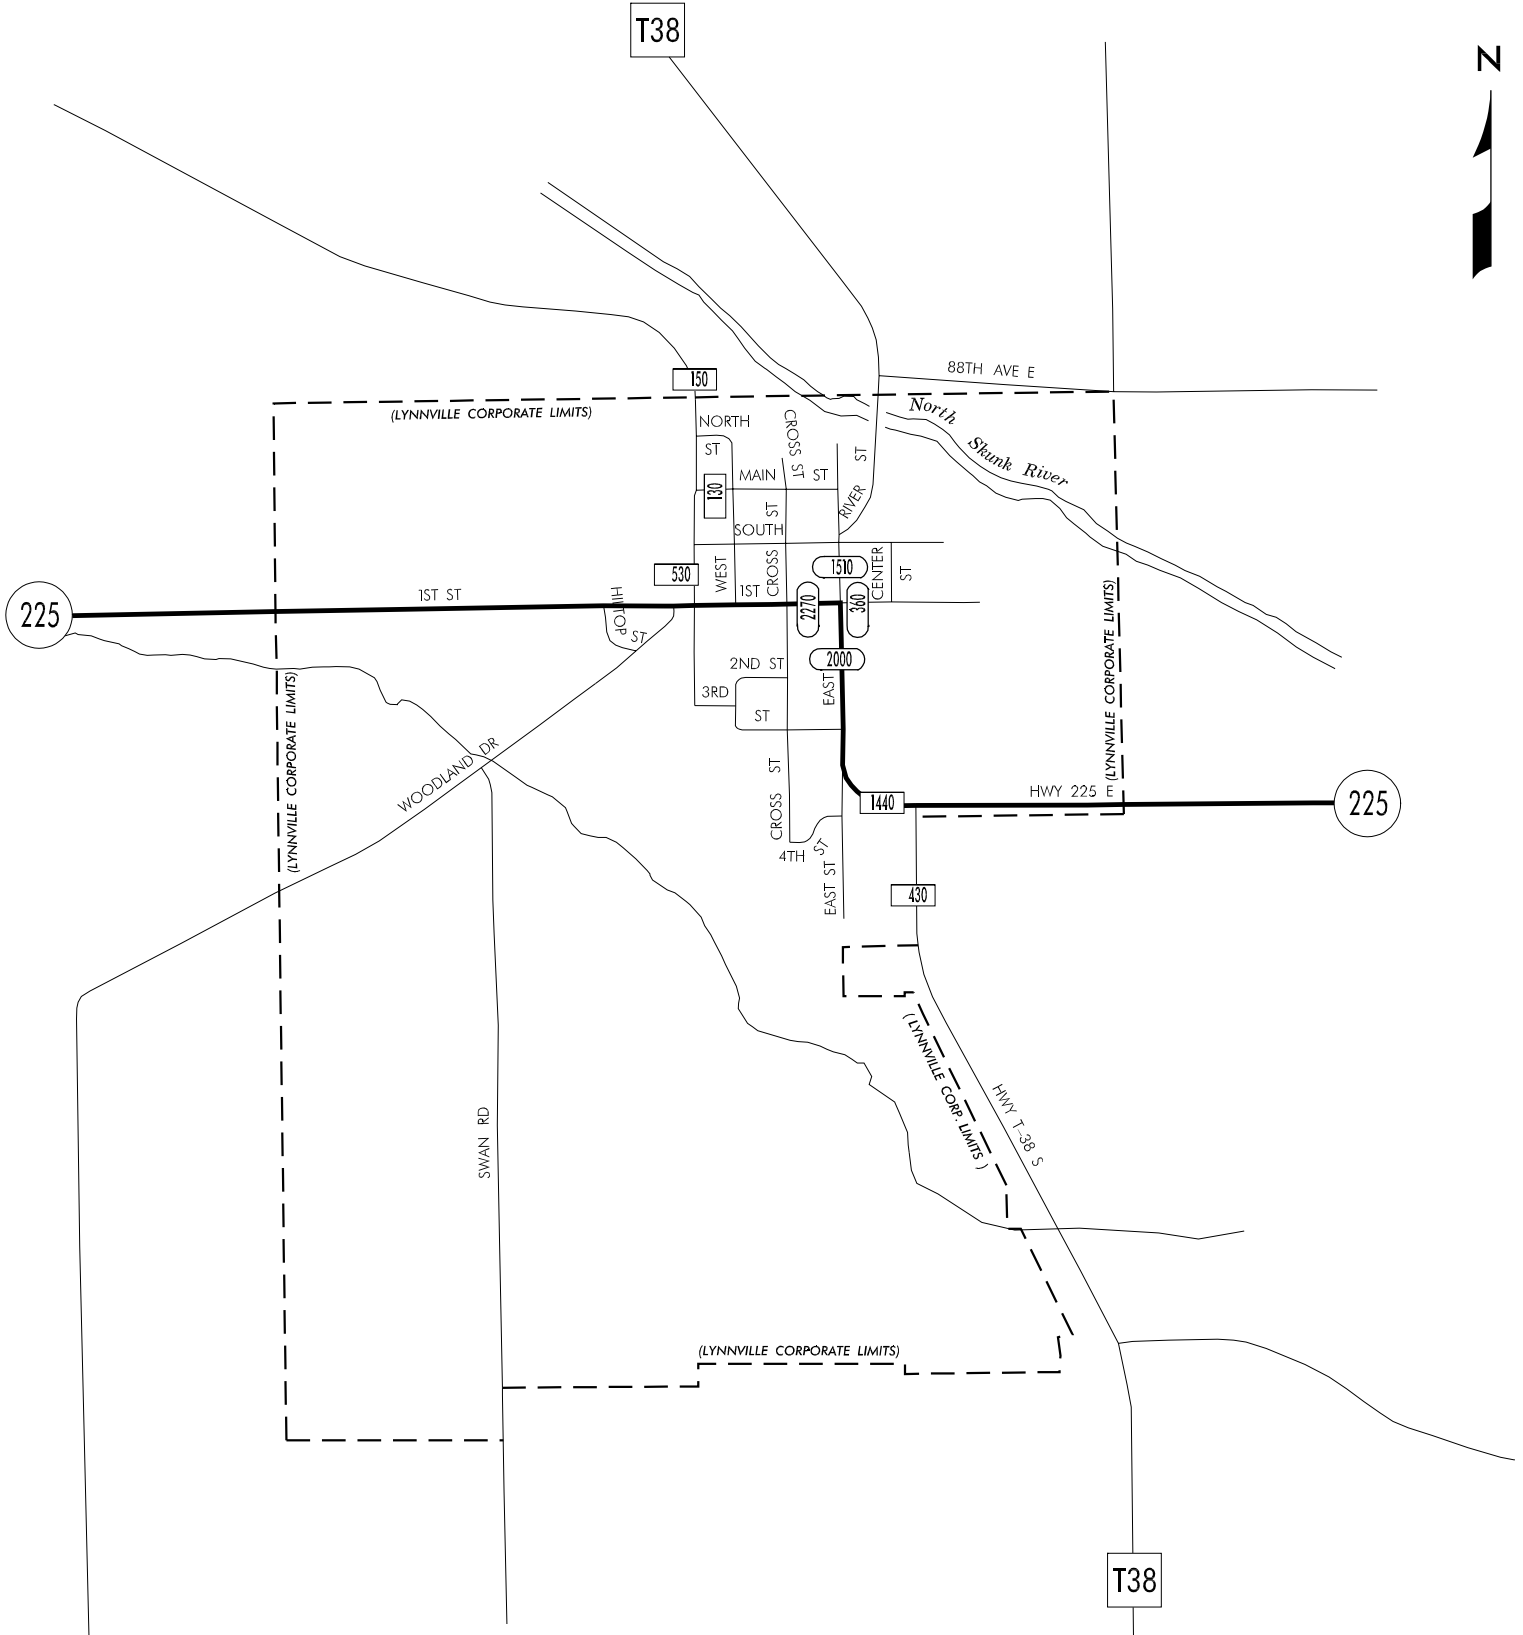 T38
N
88TH AVE E
150
(LYNNVILLE CORPORATE LIMITS)
North
Skunk River
NORTH
ST
CROSS ST
MAIN ST
RIVER ST
130
SOUTH
ST
530
WEST
CROSS
1510
CENTER
ST
1ST ST
HILLTOP
ST
1ST
2270
360
225
2000
2ND ST
EAST
3RD
ST
(LYNNVILLE CORPORATE LIMITS)
(LYNNVILLE CORPORATE LIMITS)
WOODLAND DR
CROSS ST
HWY 225 E
1440
225
4TH ST
EAST ST
430
(LYNNVILLE CORP. LIMITS)
HWY T-38 S
SWAN RD
(LYNNVILLE CORPORATE LIMITS)
T38